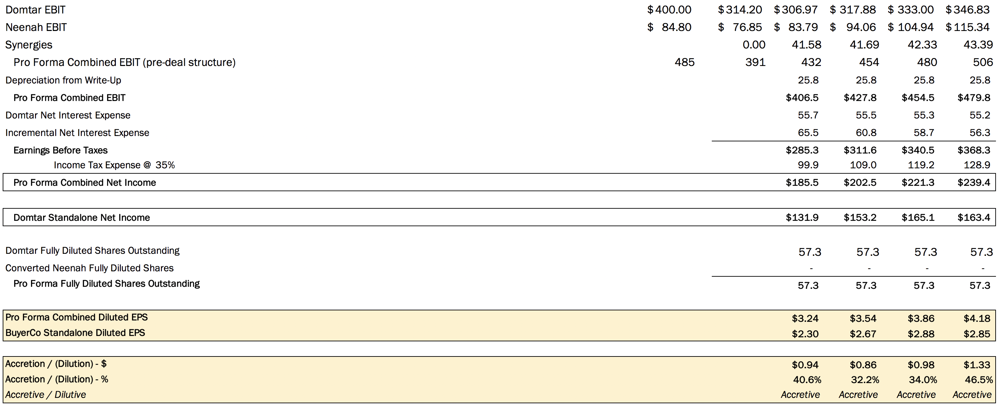 Domtar EBIT $400.00 $314.20 $306.97 $ 317.88 $ 333.00 $346.83
Neenah EBIT $ 84.80 $ 76.85 $ 83.79 $ 94.06 $ 104.94 $115.34
Synergies 0.00 41.58 41.69 42.33 43.39
Pro Forma Combined EBIT (pre-deal structure) 485 391 432 454 480 506
Depreciation from Write-Up 25.8 25.8 25.8 25.8
Pro Forma Combined EBIT $406.5 $427.8 $454.5 $479.8
Domtar Net Interest Expense 55.7 55.5 55.3 55.2
Incremental Net Interest Expense 65.5 60.8 58.7 56.3
Earnings Before Taxes $285.3 $311.6 $340.5 $368.3
Income Tax Expense @ 35% 99.9 109.0 119.2 128.9
Pro Forma Combined Net Income $185.5 $202.5 $221.3 $239.4
Domtar Standalone Net Income $131.9 $153.2 $165.1 $163.4
Domtar Fully Diluted Shares Outstanding 57.3 57.3 57.3 57.3
Converted Neenah Fully Diluted Shares - - - -
Pro Forma Fully Diluted Shares Outstanding 57.3 57.3 57.3 57.3
Pro Forma Combined Diluted EPS $3.24 $3.54 $3.86 $4.18
BuyerCo Standalone Diluted EPS $2.30 $2.67 $2.88 $2.85
Accretion / (Dilution) - $ $0.94 $0.86 $0.98 $1.33
Accretion / (Dilution) - % 40.6% 32.2% 34.0% 46.5%
Accretive / Dilutive Accretive Accretive Accretive Accretive